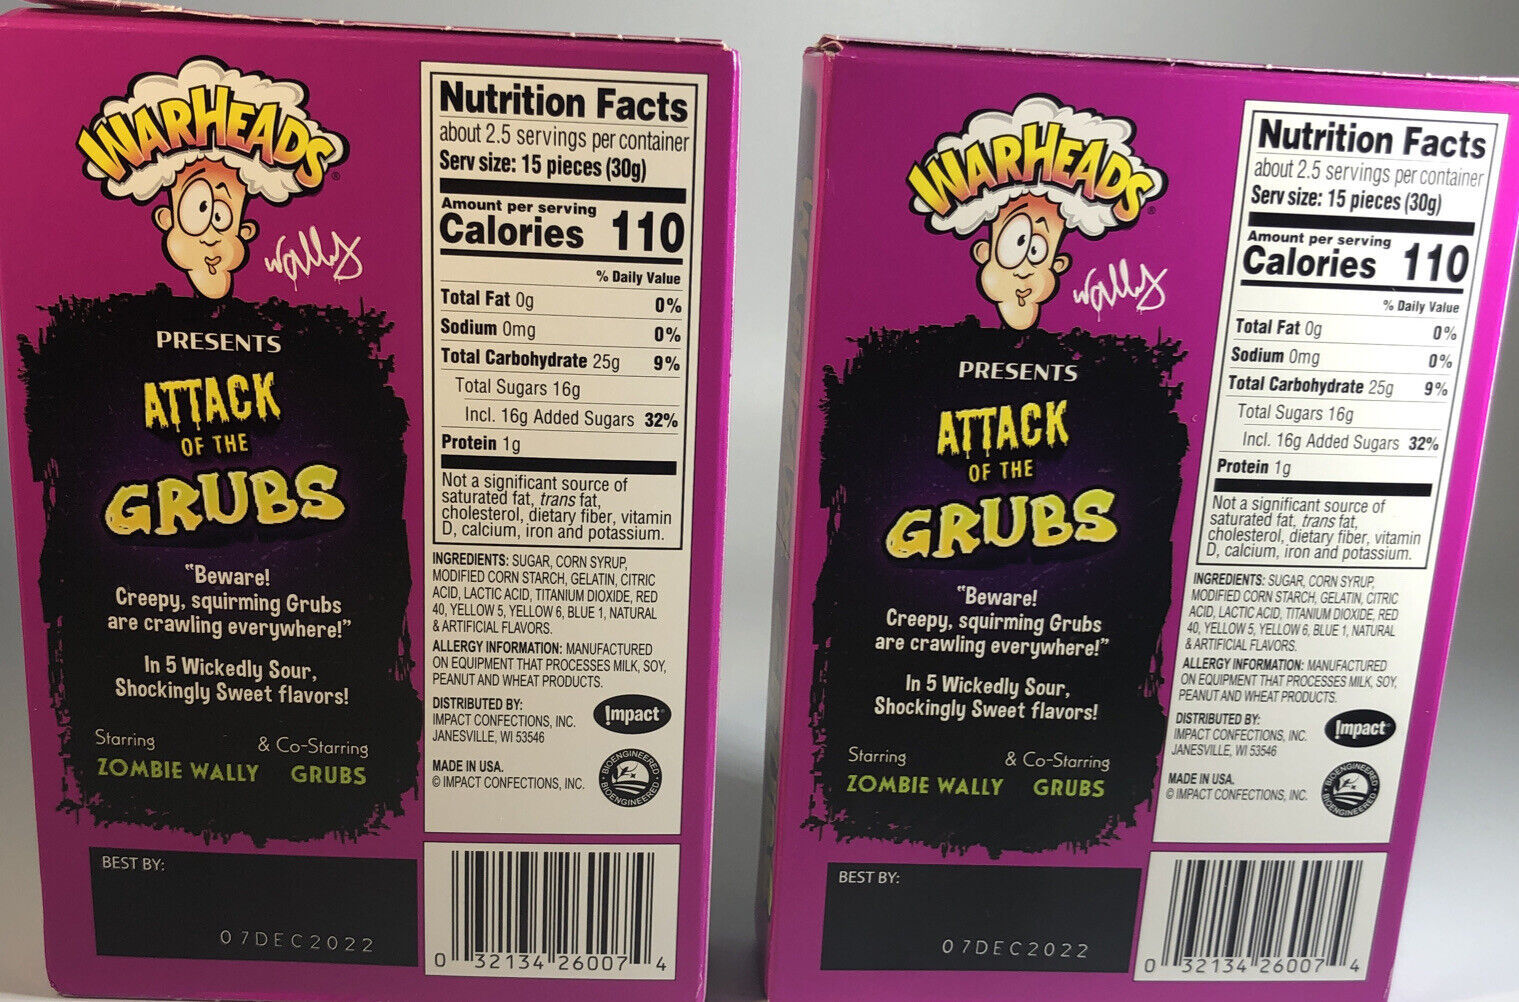 WARHEADS®
Wally
PRESENTS
ATTACK
OF THE
GRUBS
"Beware!
Creepy, squirming Grubs
are crawling everywhere!"
In 5 Wickedly Sour,
Shockingly Sweet flavors!
Starring & Co-Starring
ZOMBIE WALLY GRUBS
BEST BY:
07DEC2022
Nutrition Facts
about 2.5 servings per container
Serv size: 15 pieces (30g)
Amount per serving
Calories 110
% Daily Value
Total Fat 0g 0%
Sodium 0mg 0%
Total Carbohydrate 25g 9%
Total Sugars 16g
Incl. 16g Added Sugars 32%
Protein 1g
Not a significant source of
saturated fat, trans fat,
cholesterol, dietary fiber, vitamin
D, calcium, iron and potassium.
INGREDIENTS: SUGAR, CORN SYRUP,
MODIFIED CORN STARCH, GELATIN, CITRIC
ACID, LACTIC ACID, TITANIUM DIOXIDE, RED
40, YELLOW 5, YELLOW 6, BLUE 1, NATURAL
& ARTIFICIAL FLAVORS.
ALLERGY INFORMATION: MANUFACTURED
ON EQUIPMENT THAT PROCESSES MILK, SOY,
PEANUT AND WHEAT PRODUCTS.
DISTRIBUTED BY:
IMPACT CONFECTIONS, INC.
JANESVILLE, WI 53546
Impact®
MADE IN USA.
© IMPACT CONFECTIONS, INC.
BIOENGINEERED
BIOENGINEERED
0 32134 26007 4
WARHEADS®
Wally
PRESENTS
ATTACK
OF THE
GRUBS
"Beware!
Creepy, squirming Grubs
are crawling everywhere!"
In 5 Wickedly Sour,
Shockingly Sweet flavors!
Starring & Co-Starring
ZOMBIE WALLY GRUBS
BEST BY:
07DEC2022
Nutrition Facts
about 2.5 servings per container
Serv size: 15 pieces (30g)
Amount per serving
Calories 110
% Daily Value
Total Fat 0g 0%
Sodium 0mg 0%
Total Carbohydrate 25g 9%
Total Sugars 16g
Incl. 16g Added Sugars 32%
Protein 1g
Not a significant source of
saturated fat, trans fat,
cholesterol, dietary fiber, vitamin
D, calcium, iron and potassium.
INGREDIENTS: SUGAR, CORN SYRUP,
MODIFIED CORN STARCH, GELATIN, CITRIC
ACID, LACTIC ACID, TITANIUM DIOXIDE, RED
40, YELLOW 5, YELLOW 6, BLUE 1, NATURAL
& ARTIFICIAL FLAVORS.
ALLERGY INFORMATION: MANUFACTURED
ON EQUIPMENT THAT PROCESSES MILK, SOY,
PEANUT AND WHEAT PRODUCTS.
DISTRIBUTED BY:
IMPACT CONFECTIONS, INC.
JANESVILLE, WI 53546
Impact®
MADE IN USA.
© IMPACT CONFECTIONS, INC.
BIOENGINEERED
BIOENGINEERED
0 32134 26007 4